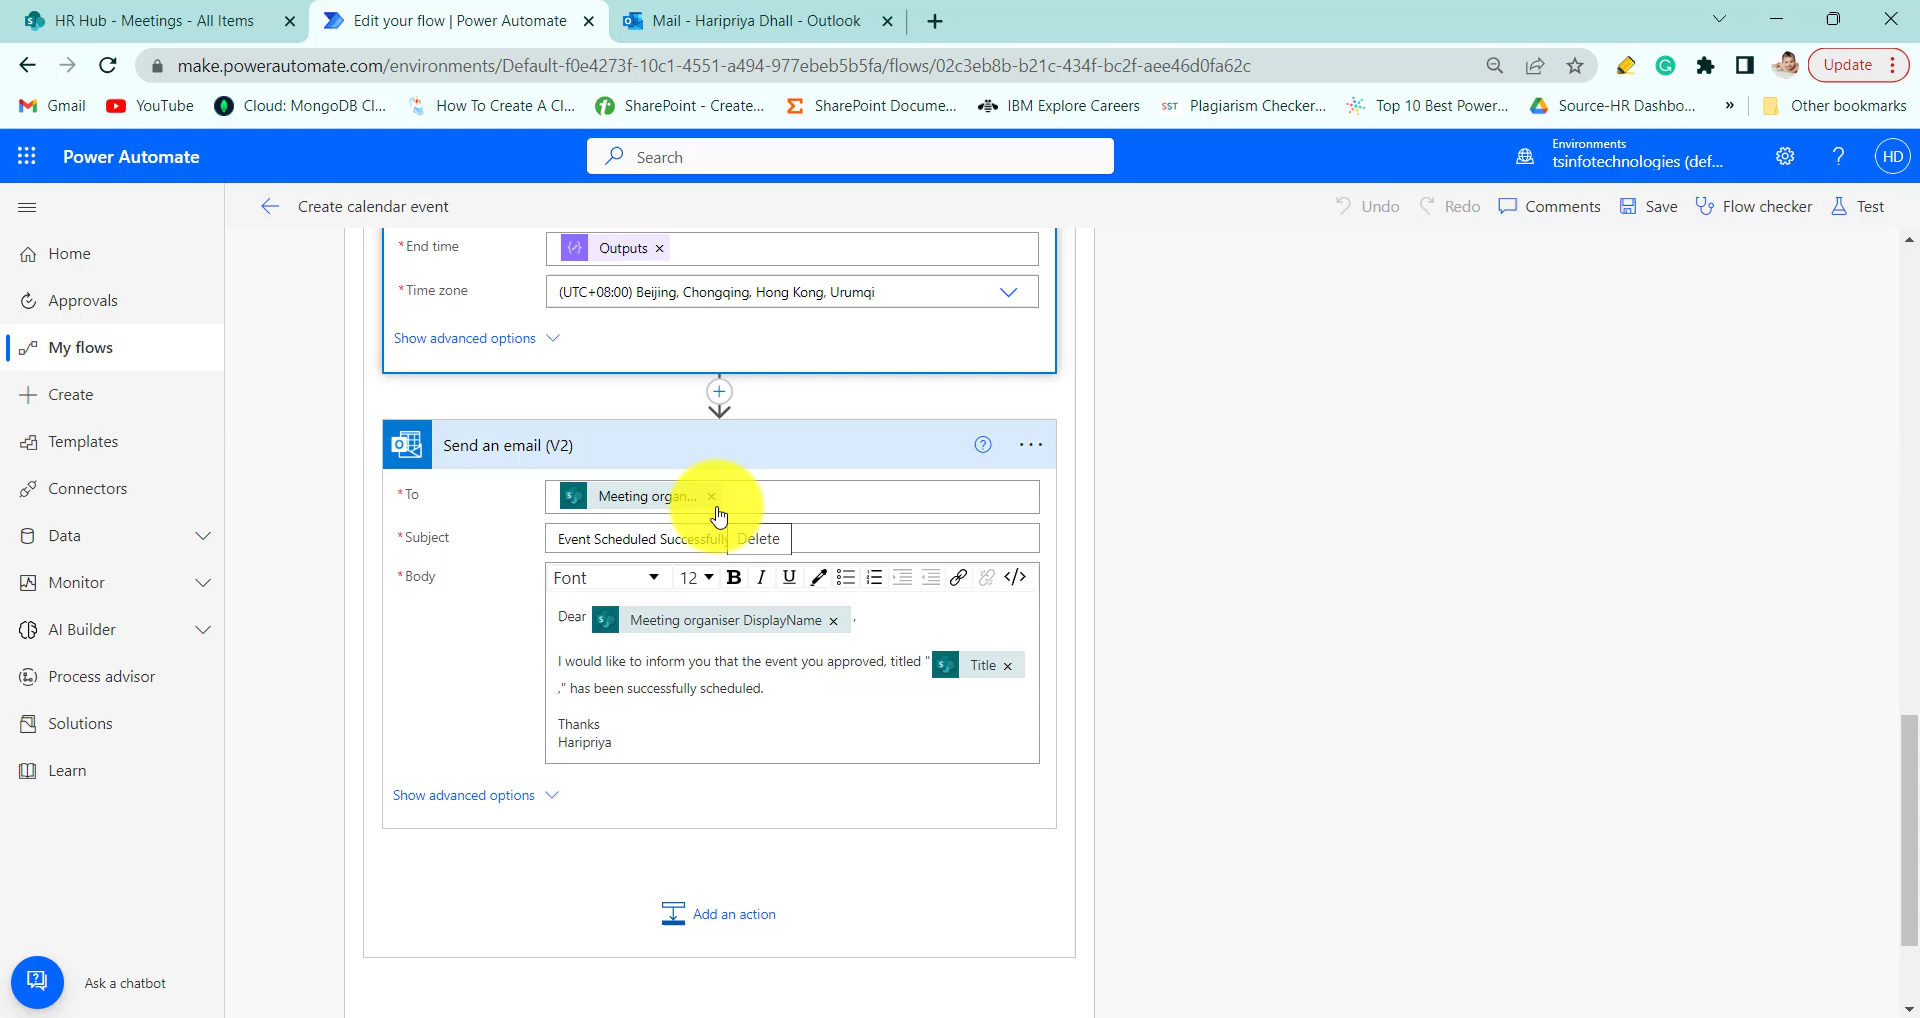 HR Hub - Meetings - All Items
Edit your flow | Power Automate
Mail - Haripriya Dhall - Outlook
make.powerautomate.com/environments/Default-f0e4273f-10c1-4551-a494-977ebeb5b5fa/flows/02c3eb8b-b21c-434f-bc2f-aee46d0fa62c
Update
Gmail
YouTube
Cloud: MongoDB Cl...
How To Create A Cl...
SharePoint - Create...
SharePoint Docume...
IBM Explore Careers
SST
Plagiarism Checker...
Top 10 Best Power...
Source-HR Dashbo...
»
Other bookmarks
Power Automate
Search
Environments
tsinfotechnologies (def...
HD
Create calendar event
Undo
Redo
Comments
Save
Flow checker
Test
Home
Approvals
My flows
Create
Templates
Connectors
Data
Monitor
AI Builder
Process advisor
Solutions
Learn
Ask a chatbot
* End time
Outputs
* Time zone
(UTC+08:00) Beijing, Chongqing, Hong Kong, Urumqi
Show advanced options
Send an email (V2)
* To
Meeting organ...
* Subject
Event Scheduled Successfully
Delete
* Body
Font
12
B I U
</>
Dear Meeting organiser DisplayName ,
I would like to inform you that the event you approved, titled " Title
," has been successfully scheduled.
Thanks
Haripriya
Show advanced options
Add an action